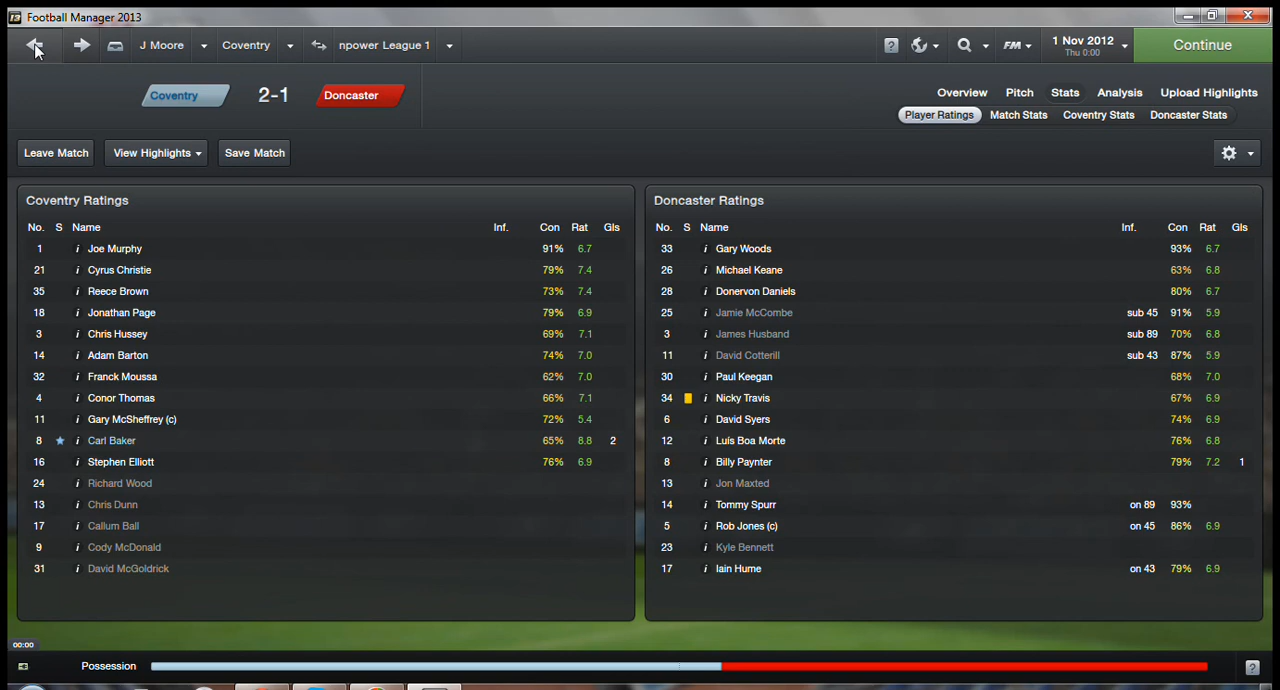 Football Manager 2013
J Moore Coventry npower League 1 ? FM 1 Nov 2012 Continue
Thu 0:00
Coventry 2-1 Doncaster
Overview Pitch Stats Analysis Upload Highlights
Player Ratings Match Stats Coventry Stats Doncaster Stats
Leave Match View Highlights Save Match
Coventry Ratings
No. S Name Inf. Con Rat Gls
1 i Joe Murphy 91% 6.7
21 i Cyrus Christie 79% 7.4
35 i Reece Brown 73% 7.4
18 i Jonathan Page 79% 6.9
3 i Chris Hussey 69% 7.1
14 i Adam Barton 74% 7.0
32 i Franck Moussa 62% 7.0
4 i Conor Thomas 66% 7.1
11 i Gary McSheffrey (c) 72% 5.4
8 i Carl Baker 65% 8.8 2
16 i Stephen Elliott 76% 6.9
24 i Richard Wood
13 i Chris Dunn
17 i Callum Ball
9 i Cody McDonald
31 i David McGoldrick
Doncaster Ratings
No. S Name Inf. Con Rat Gls
33 i Gary Woods 93% 6.7
26 i Michael Keane 63% 6.8
28 i Donervon Daniels 80% 6.7
25 i Jamie McCombe sub 45 91% 5.9
3 i James Husband sub 89 70% 6.8
11 i David Cotterill sub 43 87% 5.9
30 i Paul Keegan 68% 7.0
34 i Nicky Travis 67% 6.9
6 i David Syers 74% 6.9
12 i Luís Boa Morte 76% 6.8
8 i Billy Paynter 79% 7.2 1
13 i Jon Maxted
14 i Tommy Spurr on 89 93%
5 i Rob Jones (c) on 45 86% 6.9
23 i Kyle Bennett
17 i Iain Hume on 43 79% 6.9
00:00
Possession ?